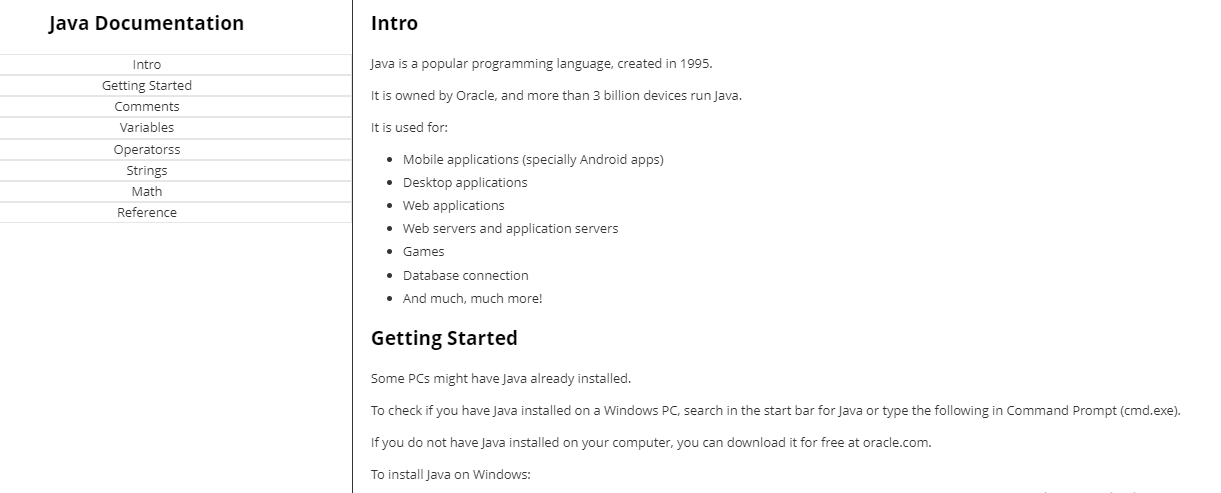 Java Documentation
Intro
Getting Started
Comments
Variables
Operatorss
Strings
Math
Reference
Intro
Java is a popular programming language, created in 1995.
It is owned by Oracle, and more than 3 billion devices run Java.
It is used for:
Mobile applications (specially Android apps)
Desktop applications
Web applications
Web servers and application servers
Games
Database connection
And much, much more!
Getting Started
Some PCs might have Java already installed.
To check if you have Java installed on a Windows PC, search in the start bar for Java or type the following in Command Prompt (cmd.exe).
If you do not have Java installed on your computer, you can download it for free at oracle.com.
To install Java on Windows: